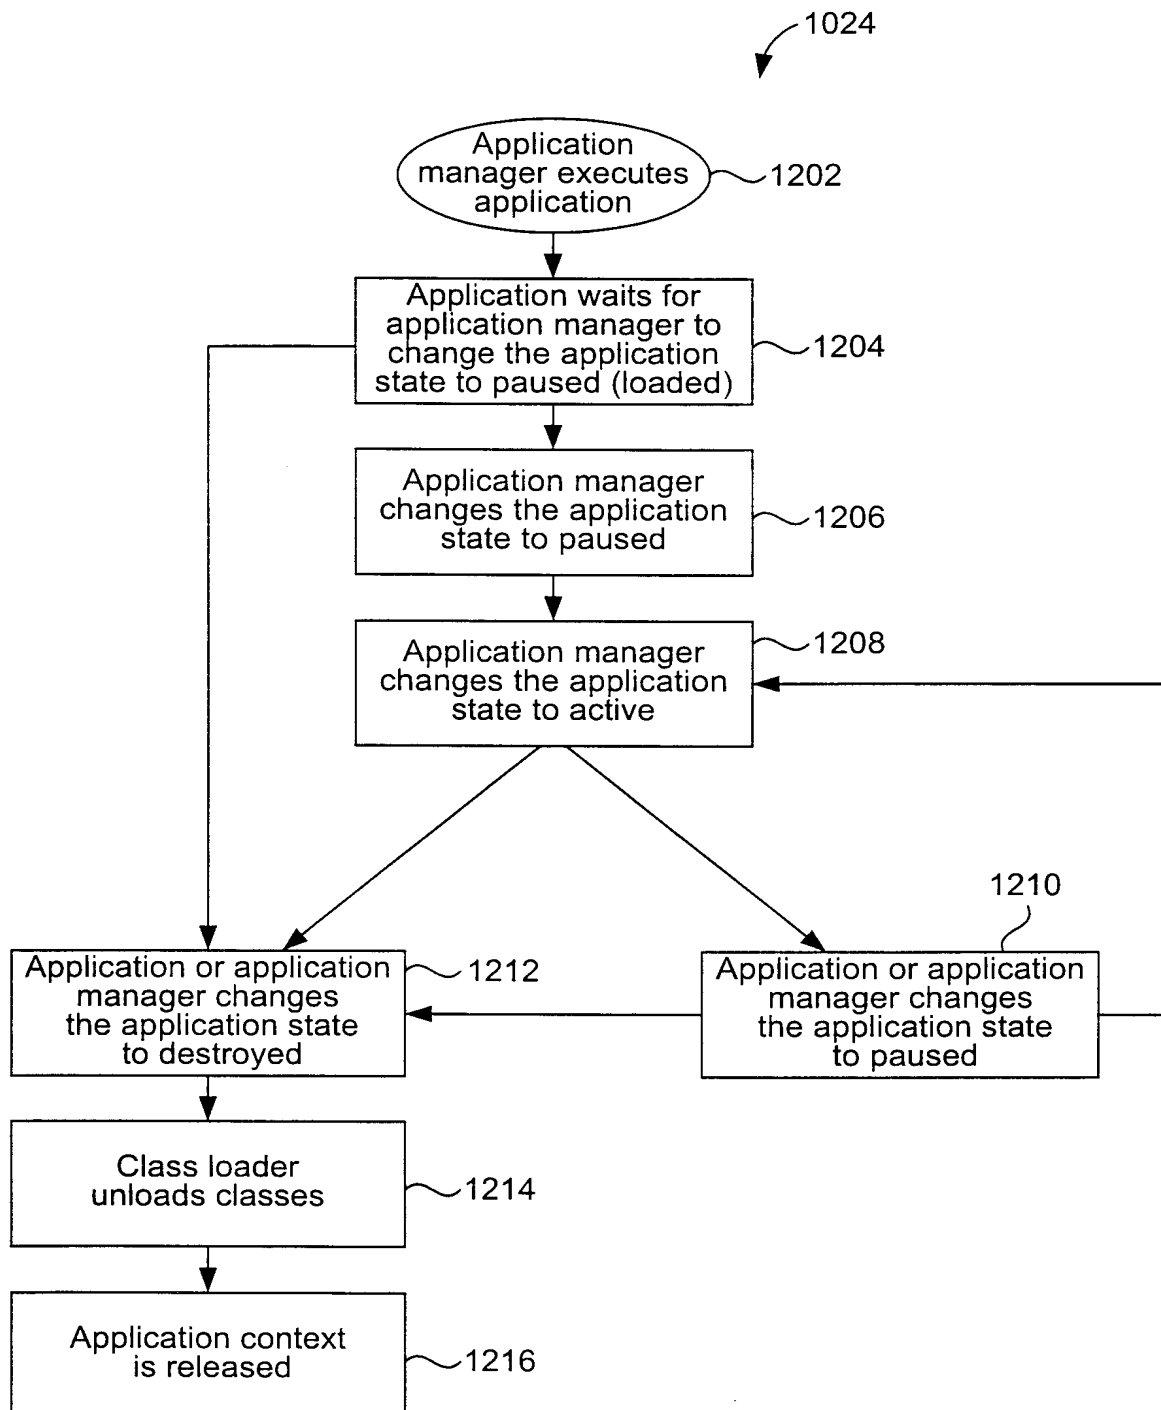 1024
Application
manager executes
application
1202
Application waits for
application manager to
change the application
state to paused (loaded)
1204
Application manager
changes the application
state to paused
1206
Application manager
changes the application
state to active
1208
1210
Application or application
manager changes
the application state
to destroyed
1212
Application or application
manager changes
the application state
to paused
Class loader
unloads classes
1214
Application context
is released
1216